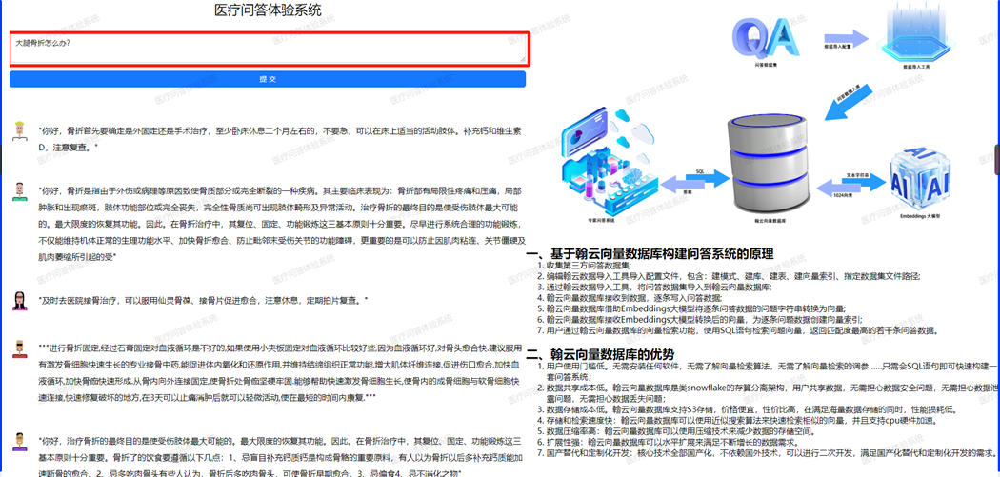 医疗问答体验系统
大腿骨折怎么办?
提 交
"你好，骨折首先要确定是外固定还是手术治疗，至少卧床休息二个月左右的，不要急，可以在床上适当的活动肢体。补充钙和维生素
D，注意复查。"
"你好，骨折是指由于外伤或病理等原因致使骨质部分或完全断裂的一种疾病。其主要临床表现为：骨折部有局限性疼痛和压痛，局部
肿胀和出现瘀斑，肢体功能部位或完全丧失，完全性骨质尚可出现肢体畸形及异常活动。治疗骨折的最终目的是使受伤肢体最大可能
的。最大限度的恢复其功能。因此。在骨折治疗中，其复位、固定、功能锻炼这三基本原则十分重要。尽早进行系统合理的功能锻炼，
不仅能维持机体正常的生理功能水平、加快骨折愈合、防止毗邻未受伤关节的功能障碍，更重要的是可以防止因肌肉粘连、关节僵硬及
肌肉萎缩所引起的受"
"及时去医院接骨治疗，可以服用仙灵骨葆、接骨片促进愈合，注意休息，定期拍片复查。"
"""进行骨折固定,经过石膏固定对血液循环是不好的,如果使用小夹板固定对血液循环比较好些,因为血液循环好,对骨头愈合快.建议服用
有激发骨细胞快速生长的专业接骨中药,能促进体内氧化和还原作用,并维持结缔组织正常功能,增大肌体纤维连接,促进伤口愈合,加快血
液循环,加快骨痂快速形成.从骨内向外连接固定,使骨折处骨痂坚硬牢固.能够帮助快速激发骨细胞生长,使骨内的成骨细胞与软骨细胞快
速连接,快速修复破坏的地方,在3天可以上痛消肿后就可以轻微活动,便在最短的时间内康复."""
"你好，治疗骨折的最终目的是使受伤肢体最大可能的。最大限度的恢复其功能。因此。在骨折治疗中，其复位、固定、功能锻炼这三
基本原则十分重要。骨折了的饮食要遵循以下几点：1、忌盲目补充钙质钙是构成骨骼的重要原料，有人以为骨折以后多补充钙质能加
速断骨的愈合。2、忌多吃肉骨头有些人认为，骨折后多吃肉骨头，可使骨折早期愈合。3、忌偏食4、忌不消化之物"
QA
问答数据集
数据导入配置
数据导入工具
问答数据入库
专家问答系统
SQL
答案
翰云向量数据库
文本字符串
1024向量
AI
AI
AI
Embeddings 大模型
一、基于翰云向量数据库构建问答系统的原理
1. 收集第三方问答数据集;
2. 编辑翰云数据导入工具导入配置文件，包含：建模式、建库、建表、建向量索引、指定数据集文件路径;
3. 通过翰云数据导入工具，将问答数据集导入到翰云向量数据库;
4. 翰云向量数据库接收到数据，逐条写入问答数据;
5. 翰云向量数据库借助Embeddings大模型将逐条问答数据的问题字符串转换为向量;
6. 翰云向量数据库接收Embeddings大模型转换后的向量，为逐条问题数据创建向量索引;
7. 用户通过翰云向量数据库的向量检索功能，使用SQL语句检索问题向量，返回匹配度最高的若干条问答数据。
二、翰云向量数据库的优势
1. 用户使用门槛低。无需安装任何软件，无需了解向量检索算法，无需了解向量检索的调参......只需会SQL语句即可快速构建一
套问答系统；
2. 数据共享成本低。翰云向量数据库是类snowflake的存算分离架构，用户共享数据，无需担心数据安全问题，无需担心数据泄
露问题，无需担心数据丢失问题；
3. 数据存储成本低。翰云向量数据库支持S3存储，价格便宜，性价比高，在满足海量数据存储的同时，性能损耗低。
4. 存储和检索速度快：翰云向量数据库可以使用近似搜索算法来快速检索相似的向量，并且支持cpu硬件加速。
5. 数据压缩率高：翰云向量数据库可以使用压缩技术来减少数据的存储空间。
6. 扩展性强：翰云向量数据库可以水平扩展来满足不断增长的数据需求。
7. 国产替代和定制化开发：核心技术全部国产化，不依赖国外技术，可以进行二次开发，满足国产化替代和定制化开发的需求。